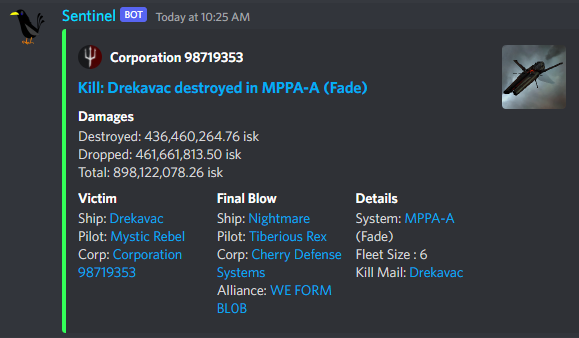 Sentinel BOT Today at 10:25 AM
Corporation 98719353
Kill: Drekavac destroyed in MPPA-A (Fade)
Damages
Destroyed: 436,460,264.76 isk
Dropped: 461,661,813.50 isk
Total: 898,122,078.26 isk
Victim
Ship: Drekavac
Pilot: Mystic Rebel
Corp: Corporation
98719353
Final Blow
Ship: Nightmare
Pilot: Tiberious Rex
Corp: Cherry Defense
Systems
Alliance: WE FORM
BL0B
Details
System: MPPA-A
(Fade)
Fleet Size : 6
Kill Mail: Drekavac